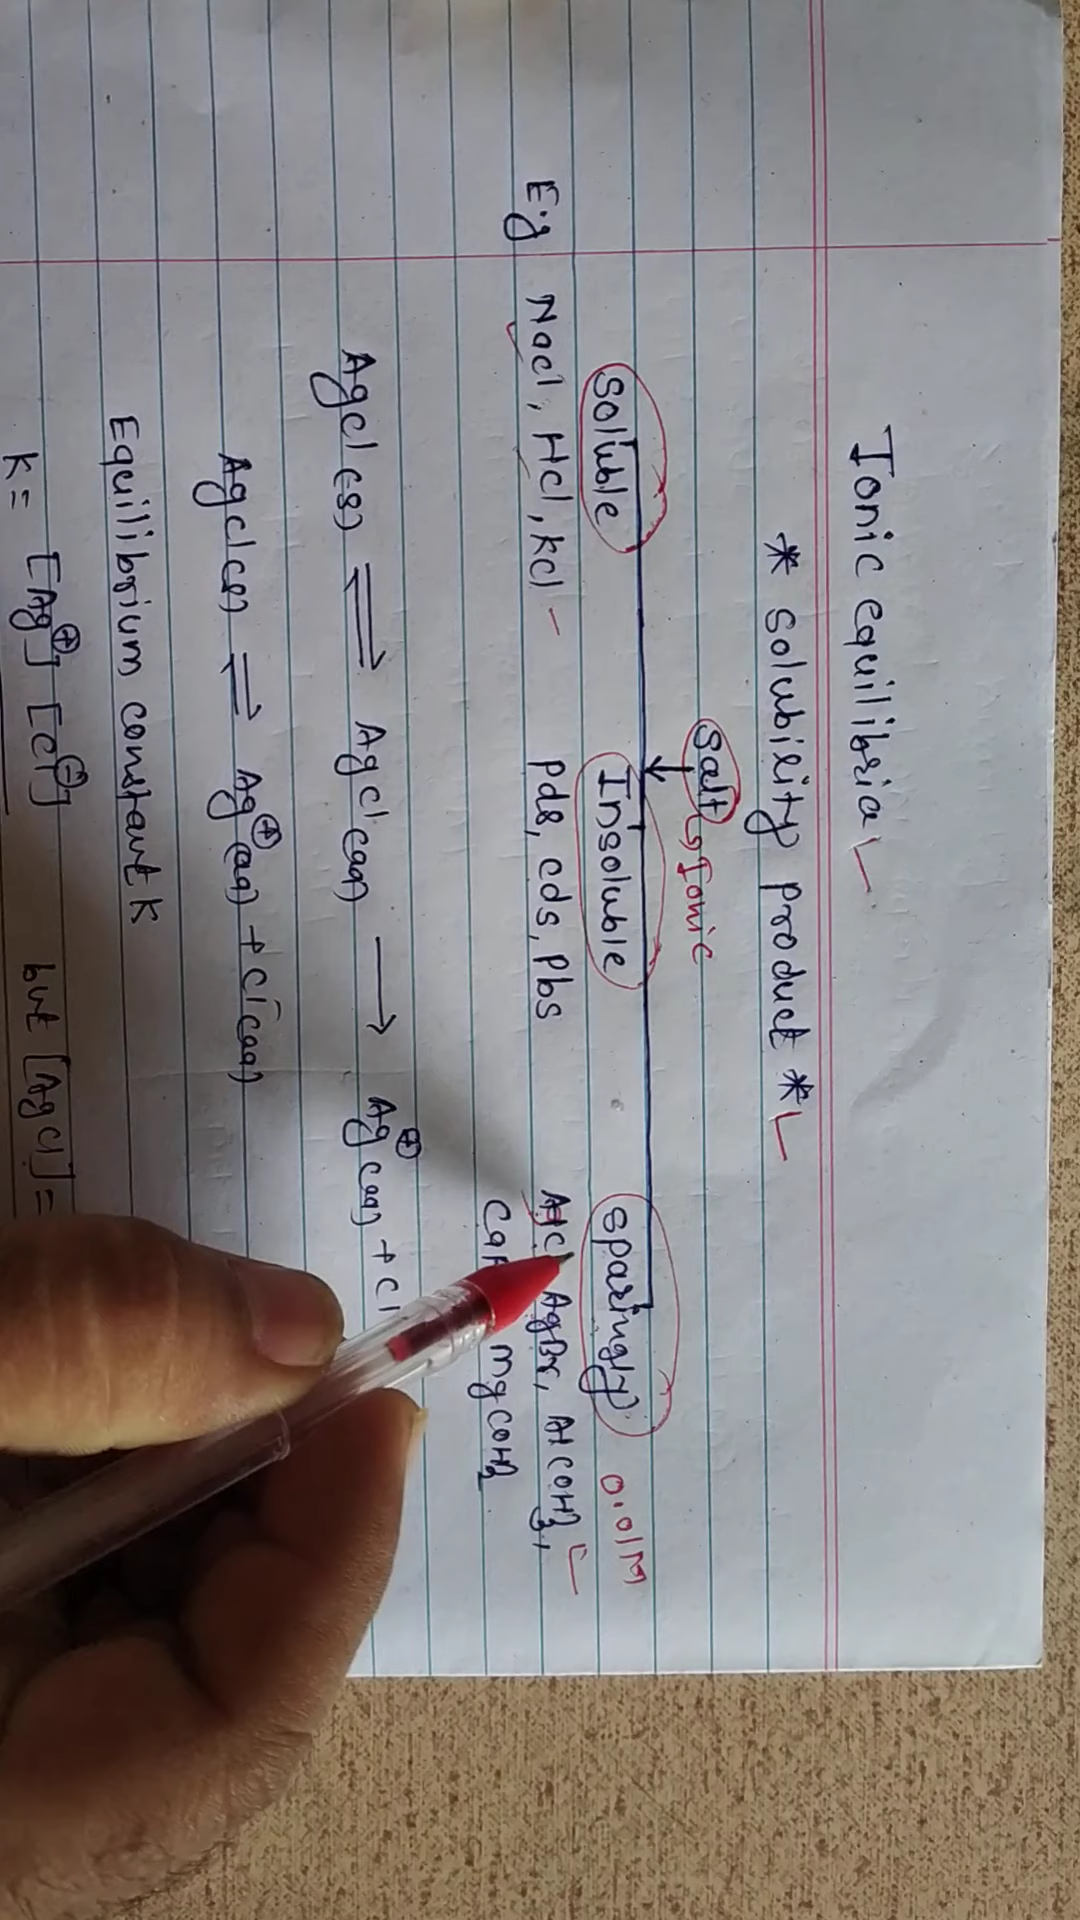 Ionic equilibria
* solubility product *
Salt → Ionic
Soluble Insoluble sparingly 0.01M
E.g Nacl, Hcl, kcl Pds, cds, Pbs AgBr, Al(OH)3,
Mg(OH)2
Agcl(s) ⇌ Agcl(aq) → Ag⊕(aq) + cl
Agcl(s) ⇌ Ag⊕(aq) + cl⁻(aq)
Equilibrium constant K
K = [Ag⊕] [cl⊖] but [Agcl] =